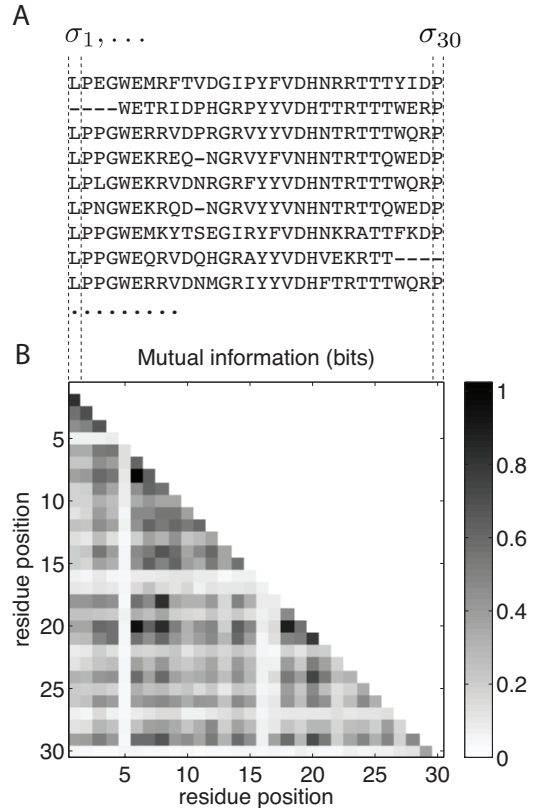 A
σ1, . . .
σ30
LPEGWEMRFTVDGIPYFVDHNRRTTTYIDP
----WETRIDPHGRPYYVDHTTRTTTWERP
LPPGWERRVDPRGRVYYVDHNTRTTTWQRP
LPPGWEKREQ-NGRVYFVNHNTRTTQWEDP
LPLGWEKRVDNRGRFYYVDHNTRTTTWQRP
LPNGWEKRQD-NGRVYYVNHNTRTTQWEDP
LPPGWEMKYTSEGIRYFVDHNKRATTFKDP
LPPGWEQRVDQHGRAYYVDHVEKRTT----
LPPGWERRVDNMGRIYYVDHFTRTTTWQRP
. . . . . . . . .
B
Mutual information (bits)
5
10
15
20
25
30
residue position
5
10
15
20
25
30
residue position
1
0.8
0.6
0.4
0.2
0